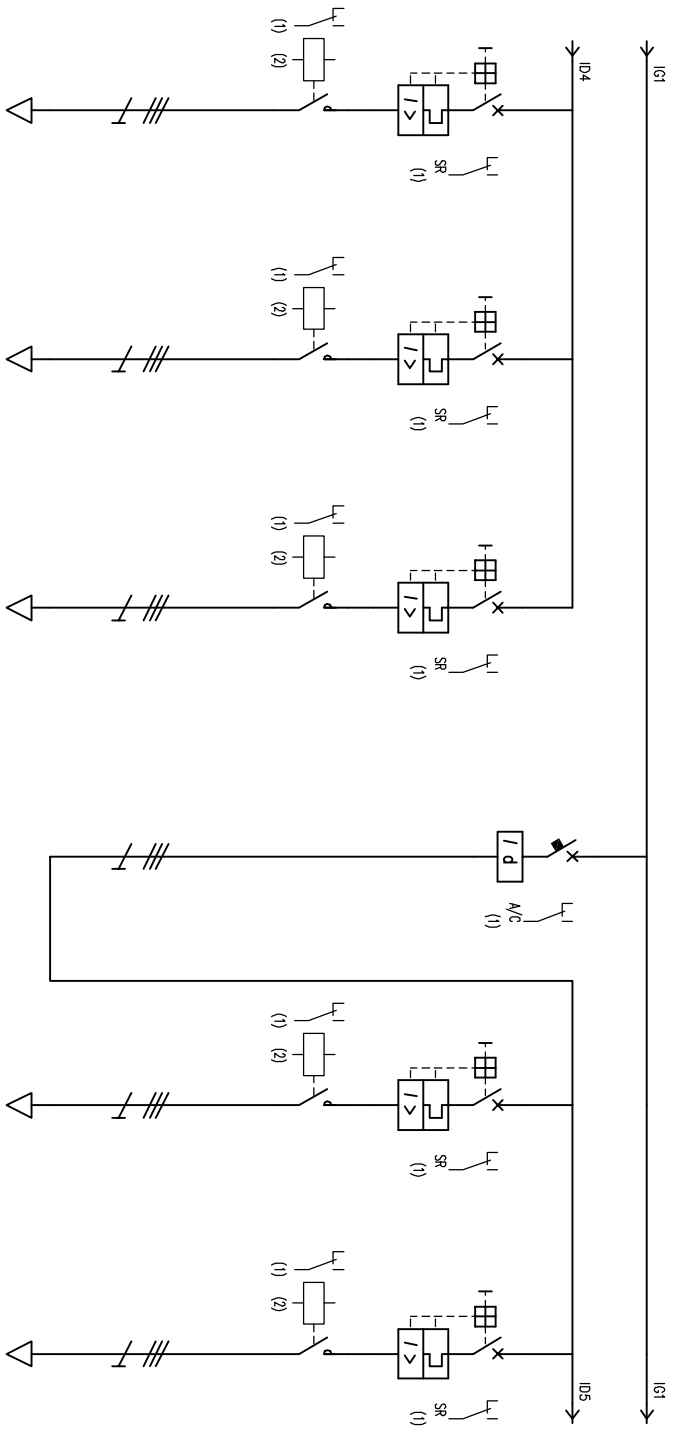 IG1
IG1
ID4
ID5
SR
(1)
I >
(2)
(1)
SR
(1)
I >
(2)
(1)
SR
(1)
I >
(2)
(1)
A/C
(1)
I d
SR
(1)
I >
(2)
(1)
SR
(1)
I >
(2)
(1)